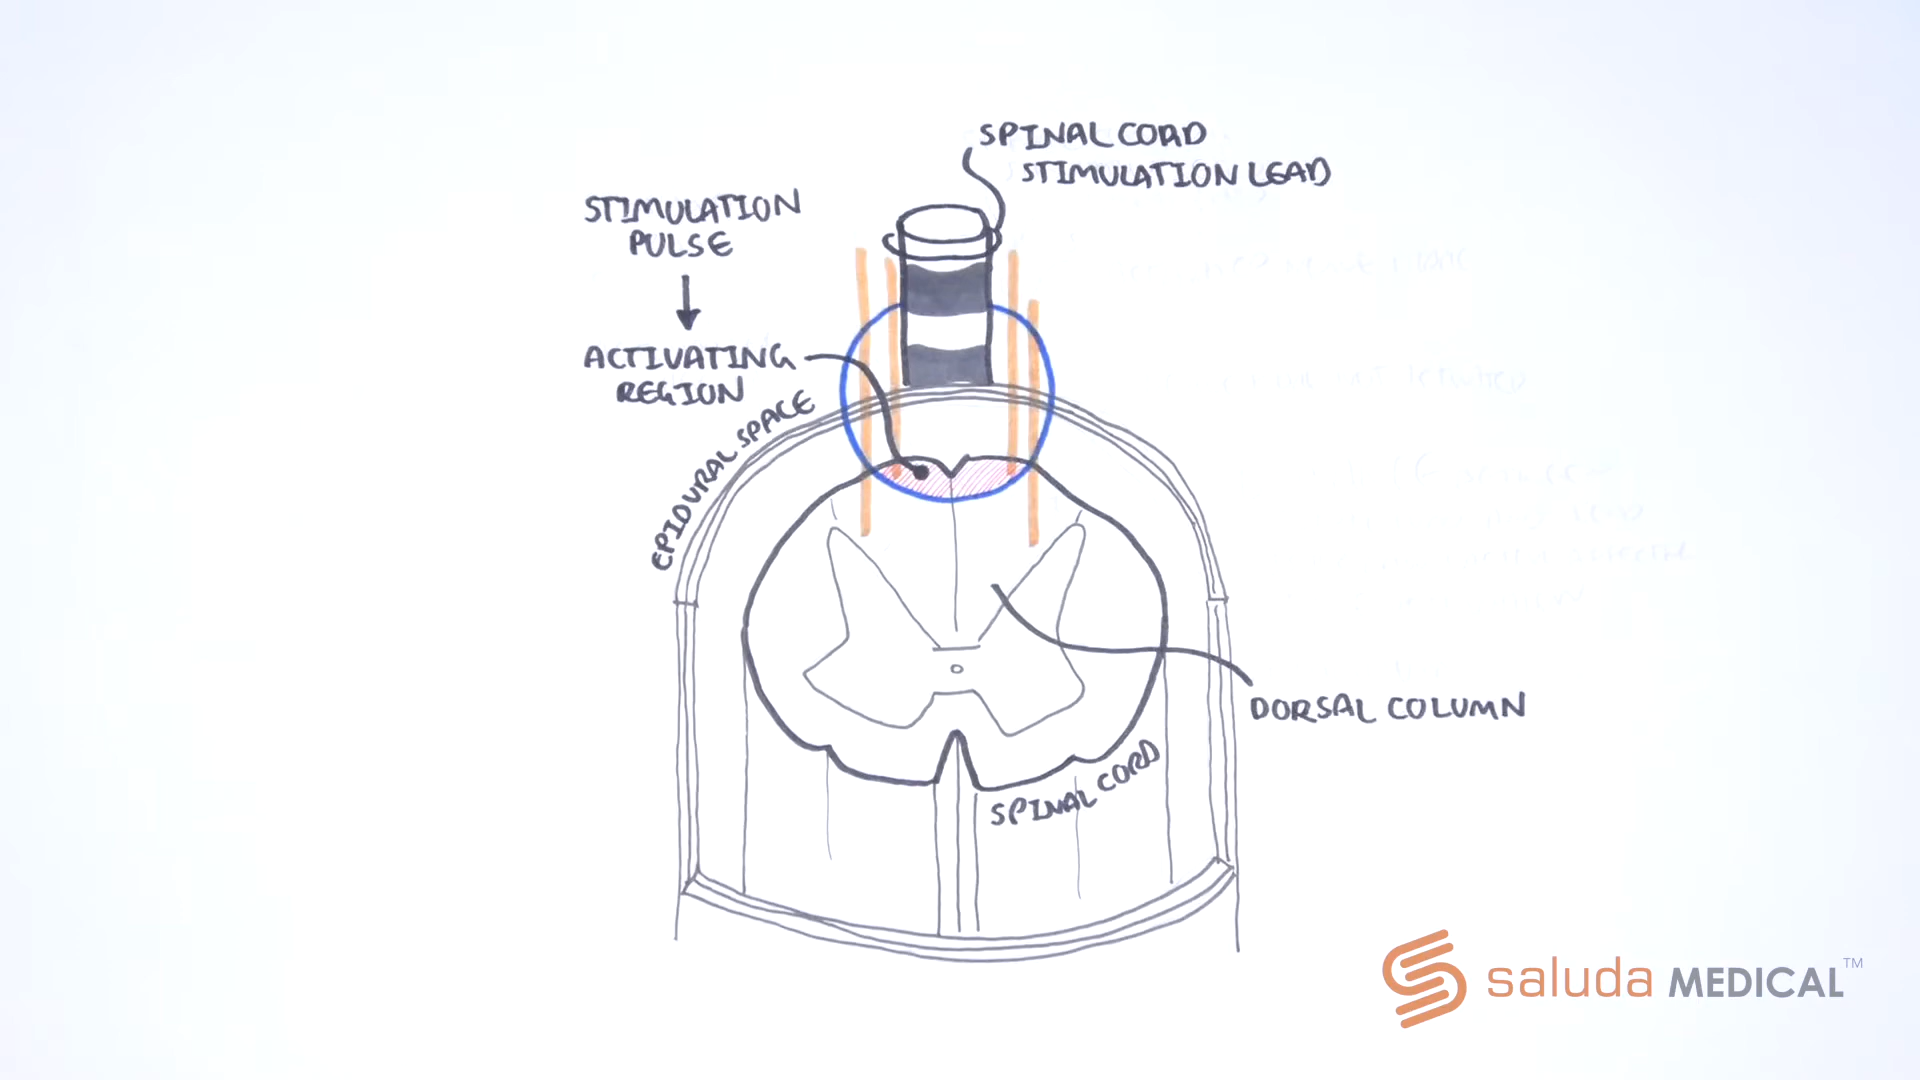 SPINAL CORD
STIMULATION LEAD
STIMULATION
PULSE
ACTIVATING
REGION
EPIDURAL SPACE
DORSAL COLUMN
SPINAL CORD
saluda MEDICAL™